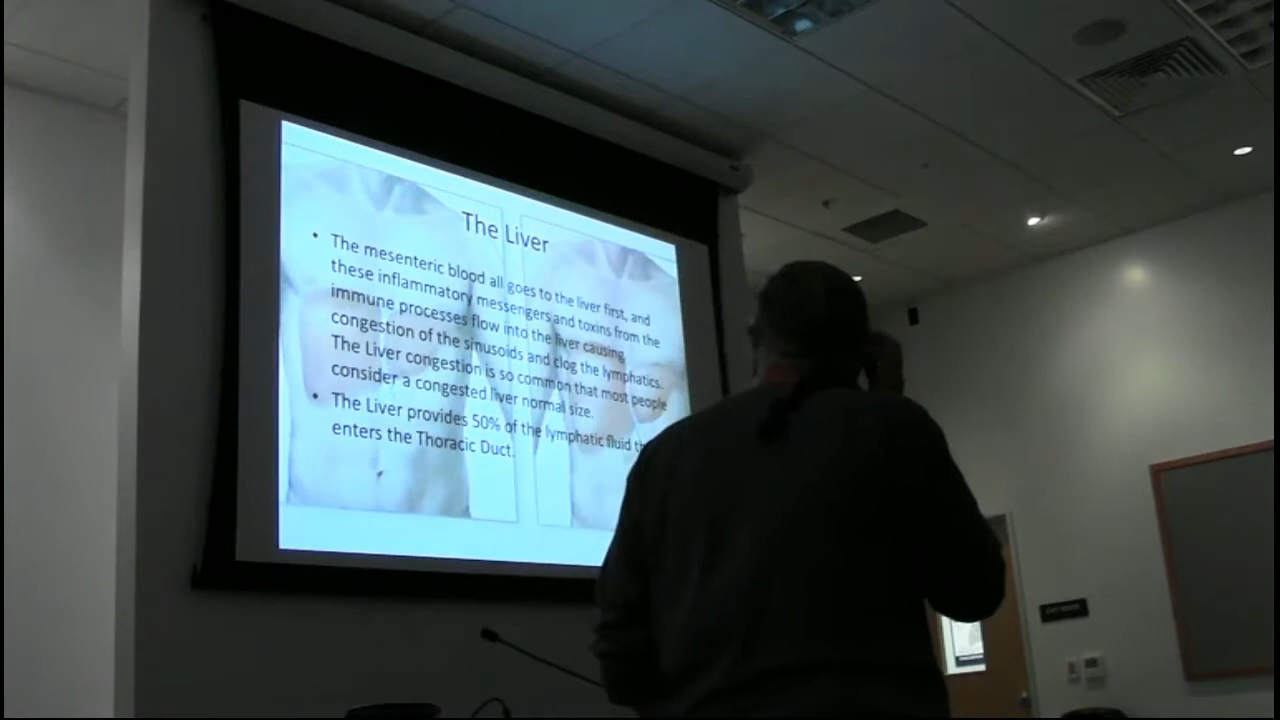 The Liver
• The mesenteric blood all goes to the liver first, and
these inflammatory messengers and toxins from the
immune processes flow into the liver causing
congestion of the sinusoids and clog the lymphatics.
The Liver congestion is so common that most people
consider a congested liver normal size.
• The Liver provides 50% of the lymphatic fluid
enters the Thoracic Duct.